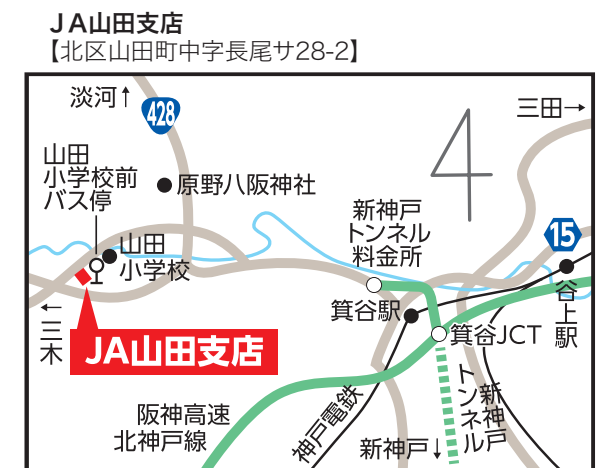 JA山田支店
【北区山田町中字長尾サ28-2】
淡河↑
428
三田→
山田
小学校前
バス停
原野八阪神社
4
新神戸
トンネル
料金所
15
山田
小学校
谷上駅
箕谷駅
←三木
JA山田支店
箕谷JCT
新神戸
トンネル
阪神高速
北神戸線
神戸電鉄
新神戸↓